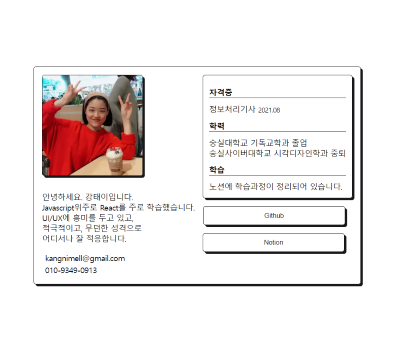 안녕하세요. 강태이입니다.
Javascript위주로 React를 주로 학습했습니다.
UI/UX에 흥미를 두고 있고,
적극적이고, 무던한 성격으로
어디서나 잘 적응합니다.
kangnimell@gmail.com
010-9349-0913
자격증
정보처리기사 2021.08
학력
숭실대학교 기독교학과 졸업
숭실사이버대학교 시각디자인학과 중퇴
학습
노션에 학습과정이 정리되어 있습니다.
Github
Notion